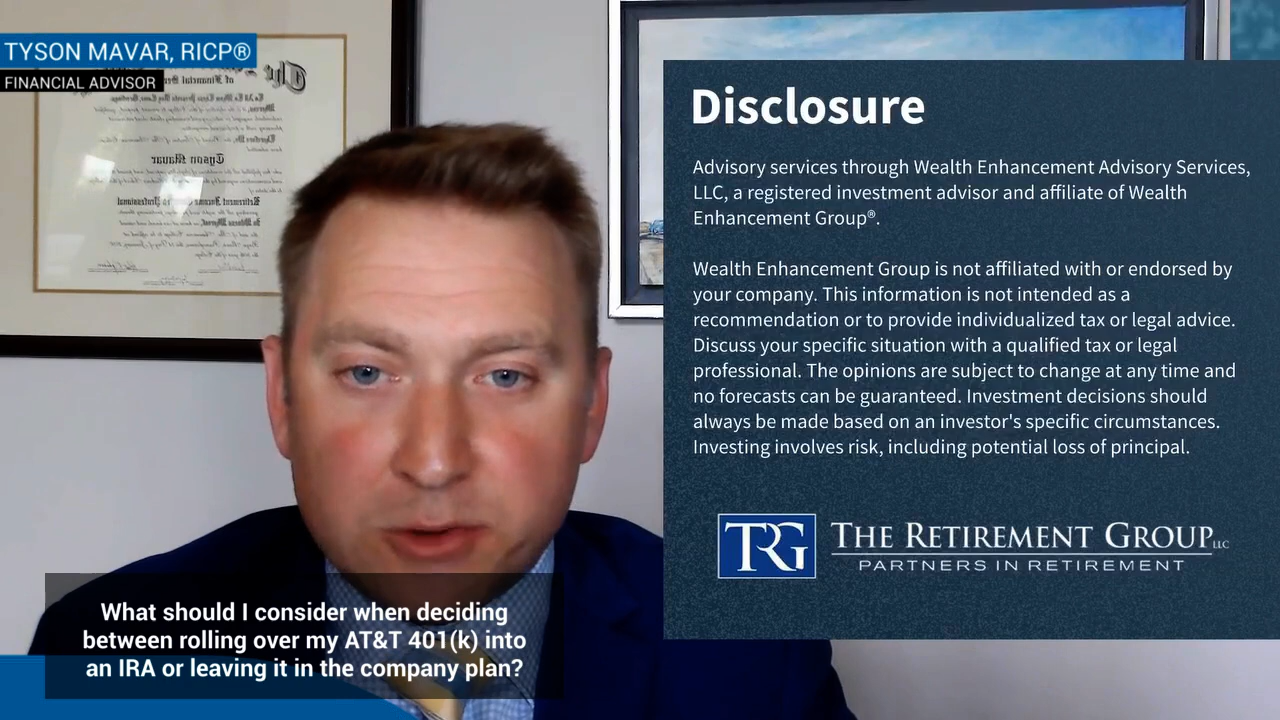 TYSON MAVAR, RICP®
FINANCIAL ADVISOR
Tyson Mavar
Disclosure
Advisory services through Wealth Enhancement Advisory Services,
LLC, a registered investment advisor and affiliate of Wealth
Enhancement Group®.
Wealth Enhancement Group is not affiliated with or endorsed by
your company. This information is not intended as a
recommendation or to provide individualized tax or legal advice.
Discuss your specific situation with a qualified tax or legal
professional. The opinions are subject to change at any time and
no forecasts can be guaranteed. Investment decisions should
always be made based on an investor's specific circumstances.
Investing involves risk, including potential loss of principal.
TRG
THE RETIREMENT GROUP LLC
PARTNERS IN RETIREMENT
What should I consider when deciding
between rolling over my AT&T 401(k) into
an IRA or leaving it in the company plan?